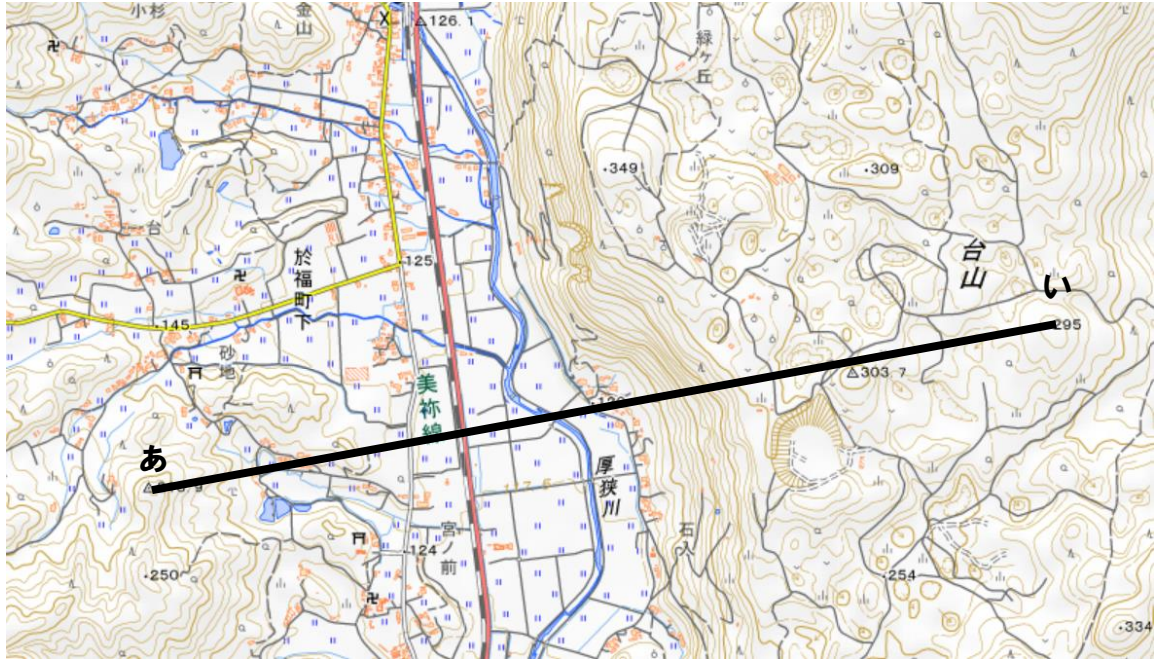 小杉
金山
126.1
緑ヶ丘
349
309
台
於福町下
125
台山
い
145
295
砂地
303.7
美祢線
あ
厚狭川
宮ノ前
石入
124
250
254
334